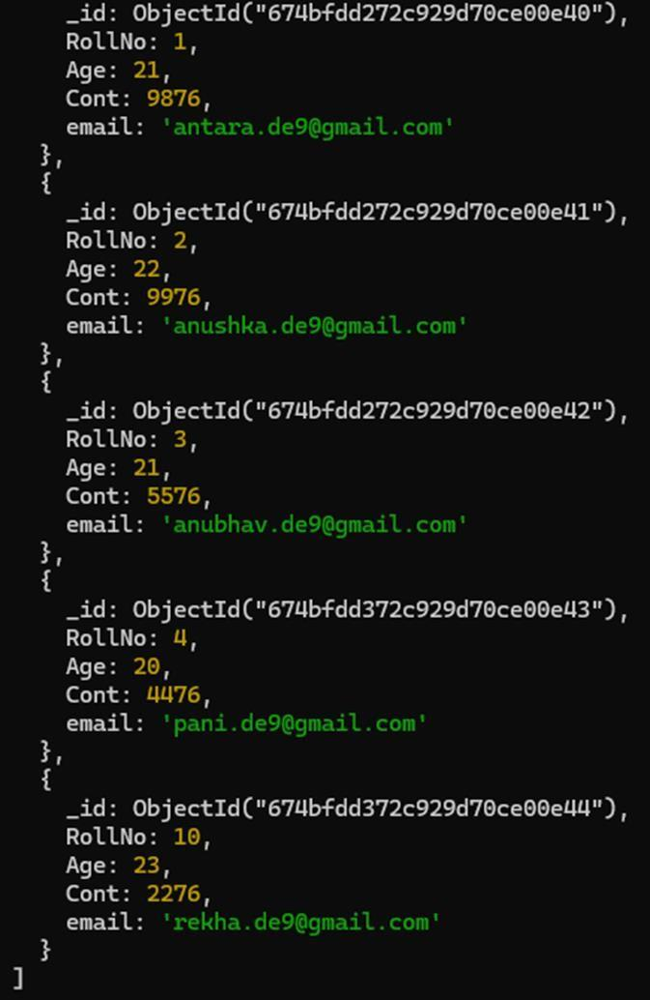 _id: ObjectId("674bfdd272c929d70ce00e40"),
RollNo: 1,
Age: 21,
Cont: 9876,
email: 'antara.de9@gmail.com'
},
{
_id: ObjectId("674bfdd272c929d70ce00e41"),
RollNo: 2,
Age: 22,
Cont: 9976,
email: 'anushka.de9@gmail.com'
},
{
_id: ObjectId("674bfdd272c929d70ce00e42"),
RollNo: 3,
Age: 21,
Cont: 5576,
email: 'anubhav.de9@gmail.com'
},
{
_id: ObjectId("674bfdd372c929d70ce00e43"),
RollNo: 4,
Age: 20,
Cont: 4476,
email: 'pani.de9@gmail.com'
},
{
_id: ObjectId("674bfdd372c929d70ce00e44"),
RollNo: 10,
Age: 23,
Cont: 2276,
email: 'rekha.de9@gmail.com'
}
]